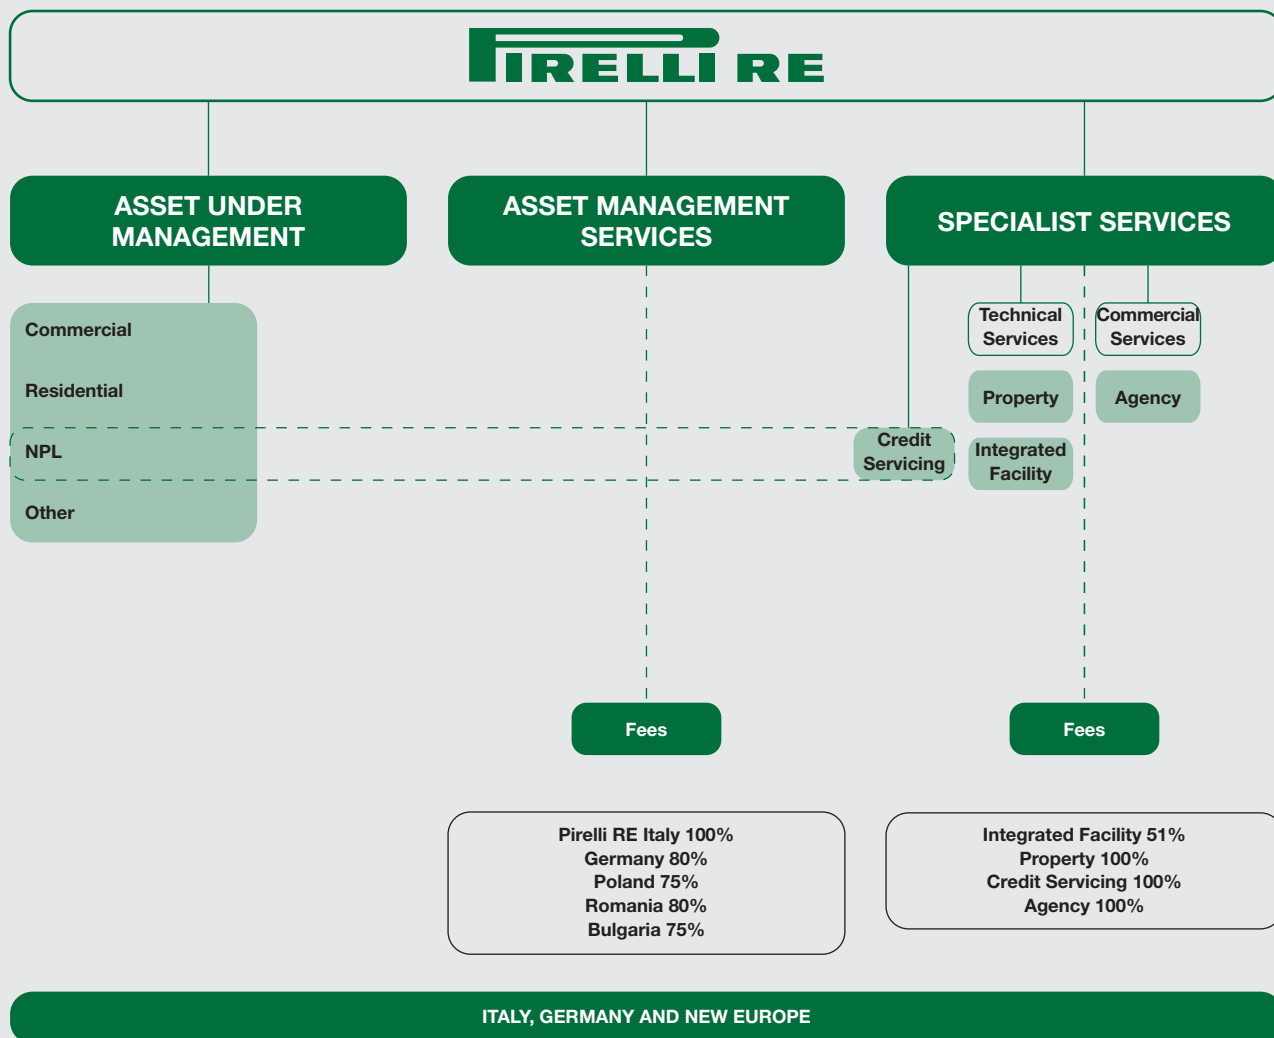 PIRELLI RE
ASSET UNDER
MANAGEMENT
ASSET MANAGEMENT
SERVICES
SPECIALIST SERVICES
Commercial
Residential
NPL
Other
Credit
Servicing
Technical
Services
Property
Integrated
Facility
Commercial
Services
Agency
Fees
Fees
Pirelli RE Italy 100%
Germany 80%
Poland 75%
Romania 80%
Bulgaria 75%
Integrated Facility 51%
Property 100%
Credit Servicing 100%
Agency 100%
ITALY, GERMANY AND NEW EUROPE